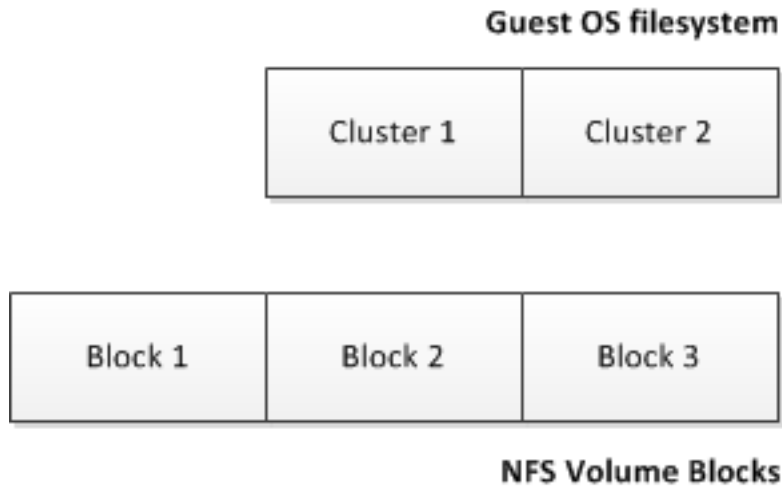 Guest OS filesystem
Cluster 1 Cluster 2
Block 1 Block 2 Block 3
NFS Volume Blocks